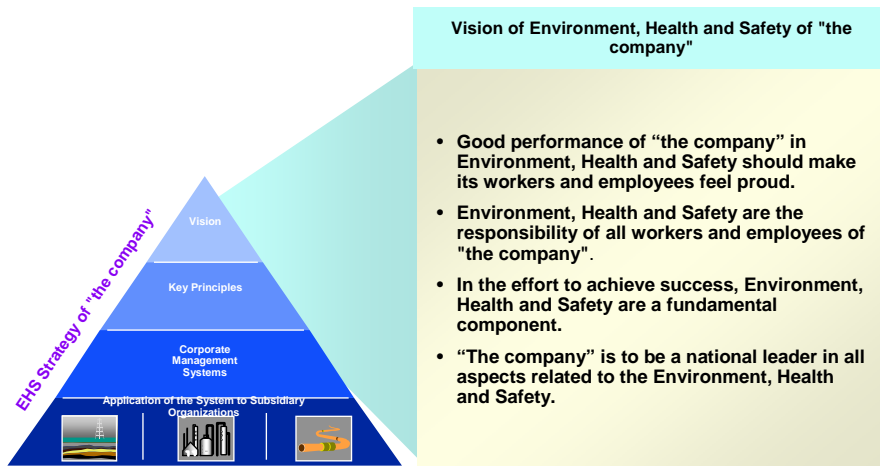 Vision of Environment, Health and Safety of "the
company"
EHS Strategy of "the company"
Vision
Key Principles
Corporate
Management
Systems
Application of the System to Subsidiary
Organizations
• Good performance of “the company” in
Environment, Health and Safety should make
its workers and employees feel proud.
• Environment, Health and Safety are the
responsibility of all workers and employees of
"the company".
• In the effort to achieve success, Environment,
Health and Safety are a fundamental
component.
• “The company” is to be a national leader in all
aspects related to the Environment, Health
and Safety.